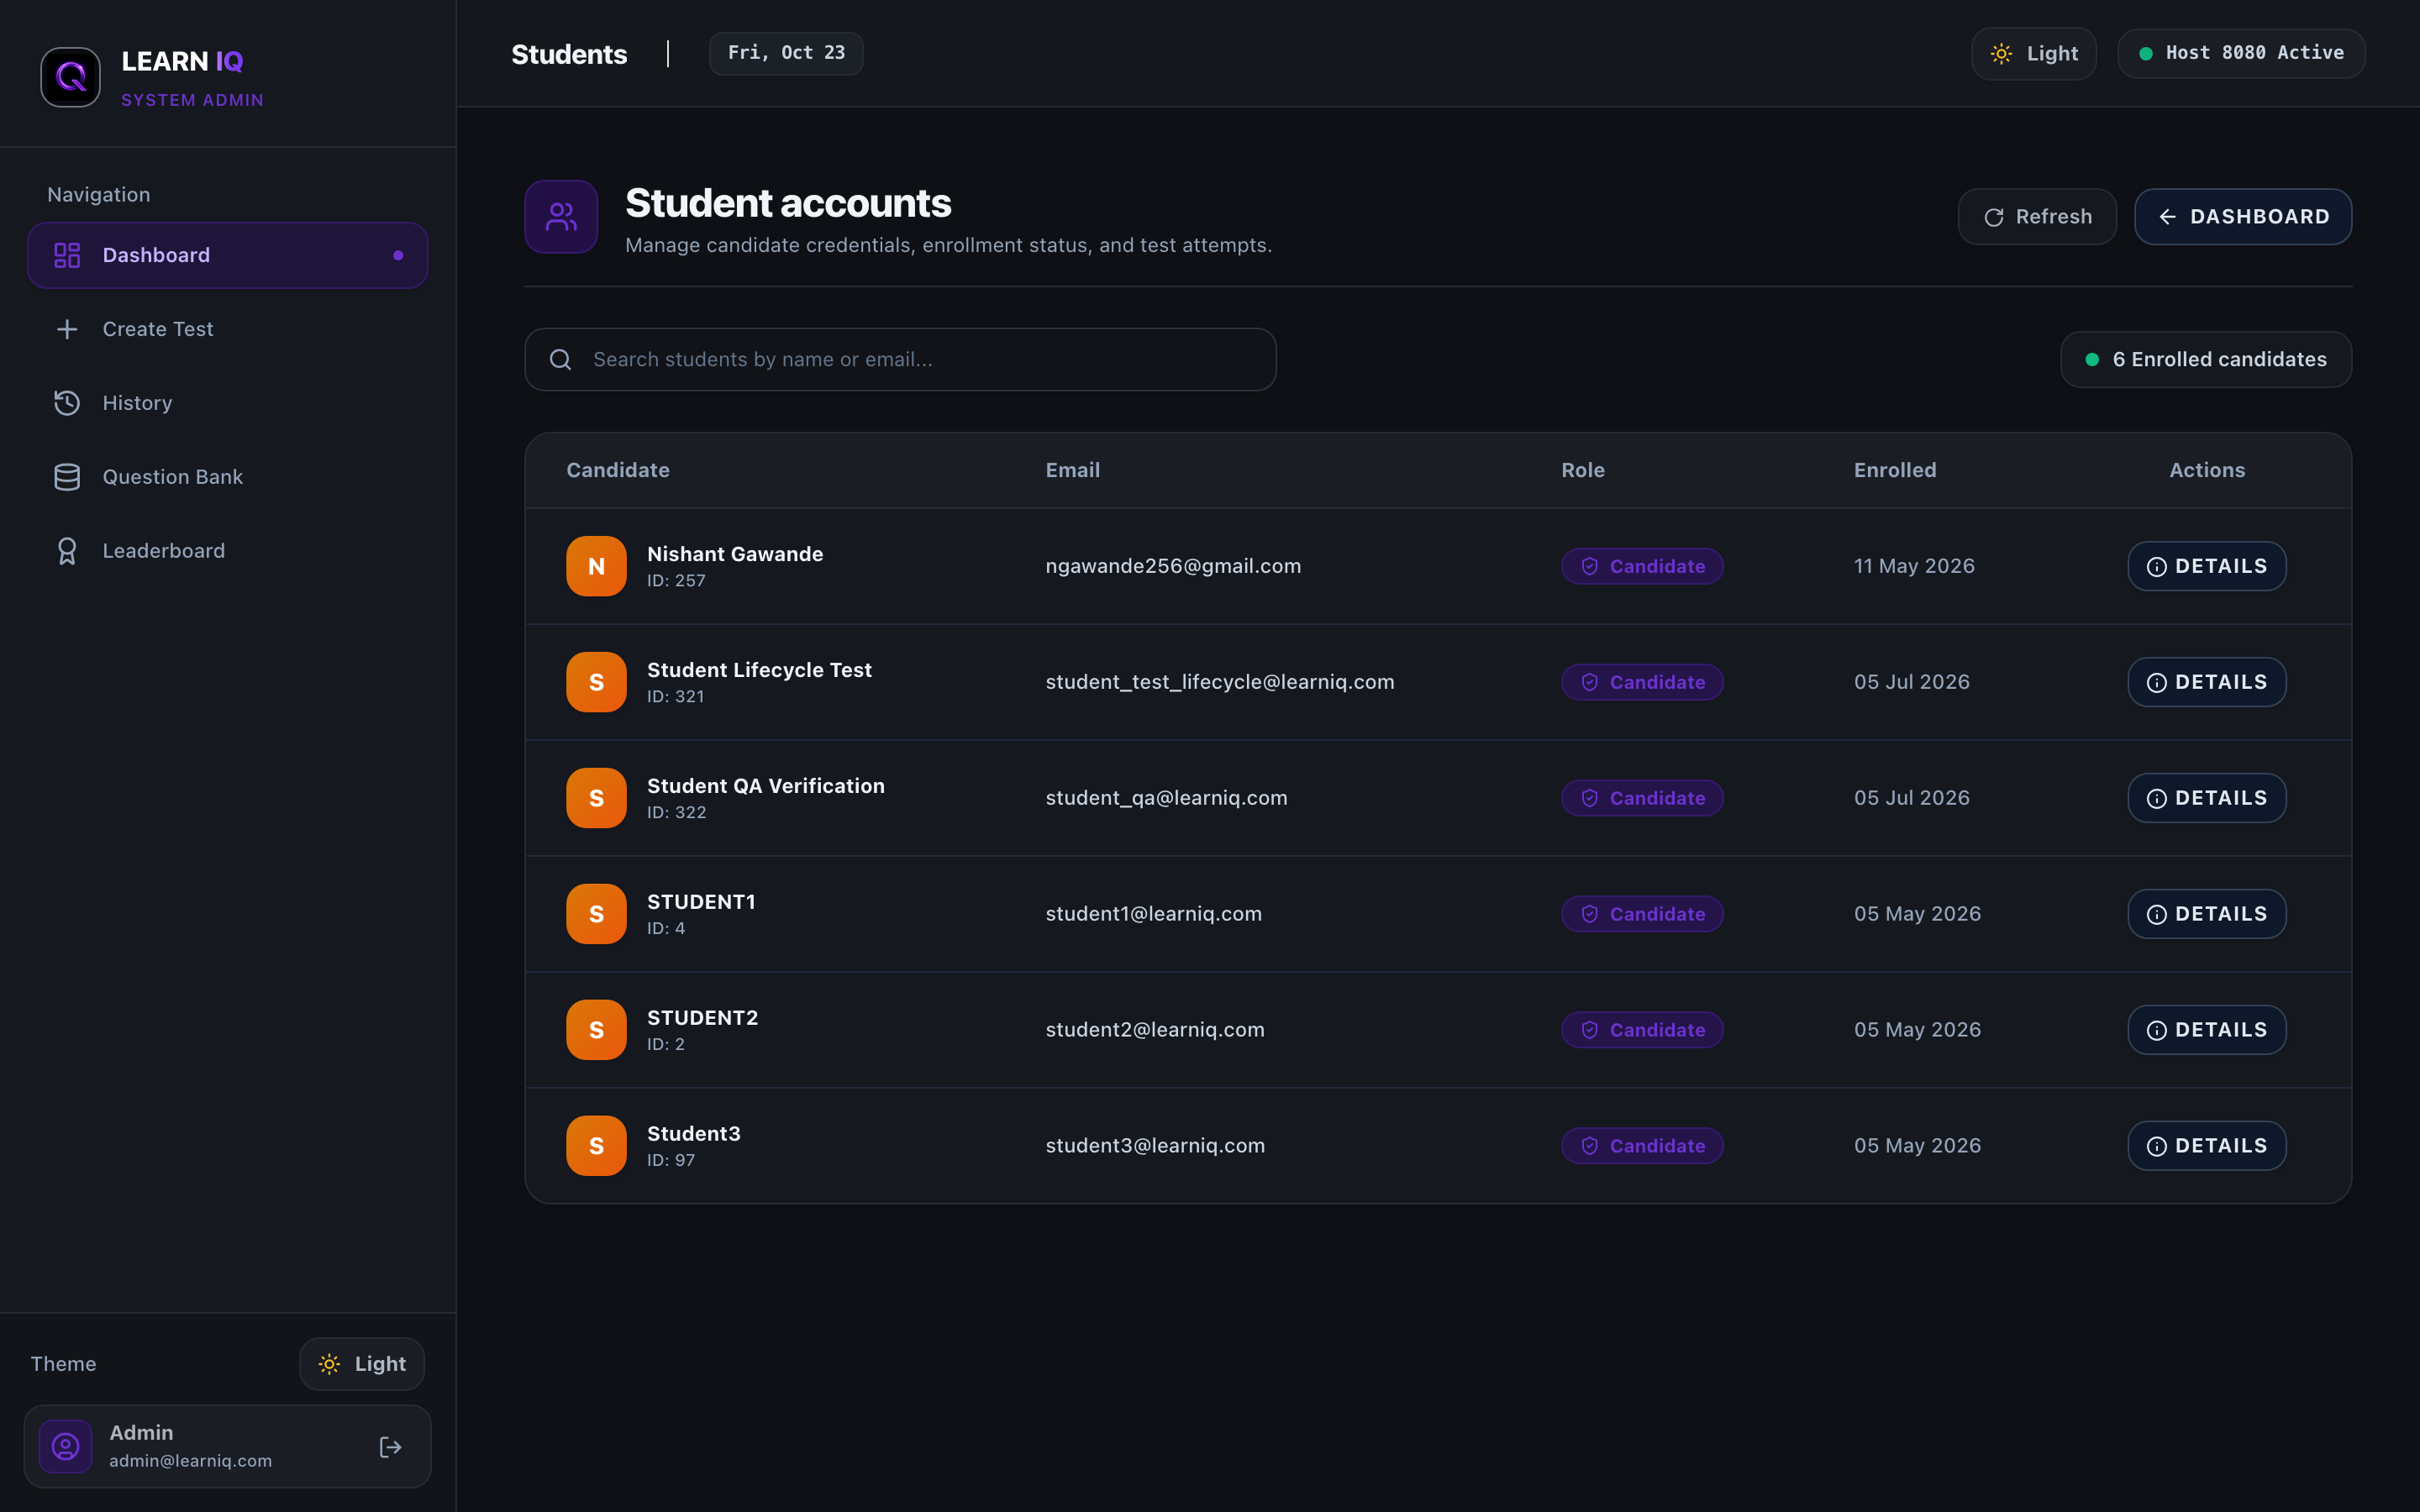 LEARN IQ
SYSTEM ADMIN
Navigation
Dashboard
Create Test
History
Question Bank
Leaderboard
Theme
Light
Admin
admin@learniq.com
Students
Fri, Oct 23
Light
Host 8080 Active
Student accounts
Manage candidate credentials, enrollment status, and test attempts.
Refresh
DASHBOARD
Search students by name or email...
6 Enrolled candidates
Candidate Email Role Enrolled Actions
N Nishant Gawande ngawande256@gmail.com Candidate 11 May 2026 DETAILS
ID: 257
S Student Lifecycle Test student_test_lifecycle@learniq.com Candidate 05 Jul 2026 DETAILS
ID: 321
S Student QA Verification student_qa@learniq.com Candidate 05 Jul 2026 DETAILS
ID: 322
S STUDENT1 student1@learniq.com Candidate 05 May 2026 DETAILS
ID: 4
S STUDENT2 student2@learniq.com Candidate 05 May 2026 DETAILS
ID: 2
S Student3 student3@learniq.com Candidate 05 May 2026 DETAILS
ID: 97